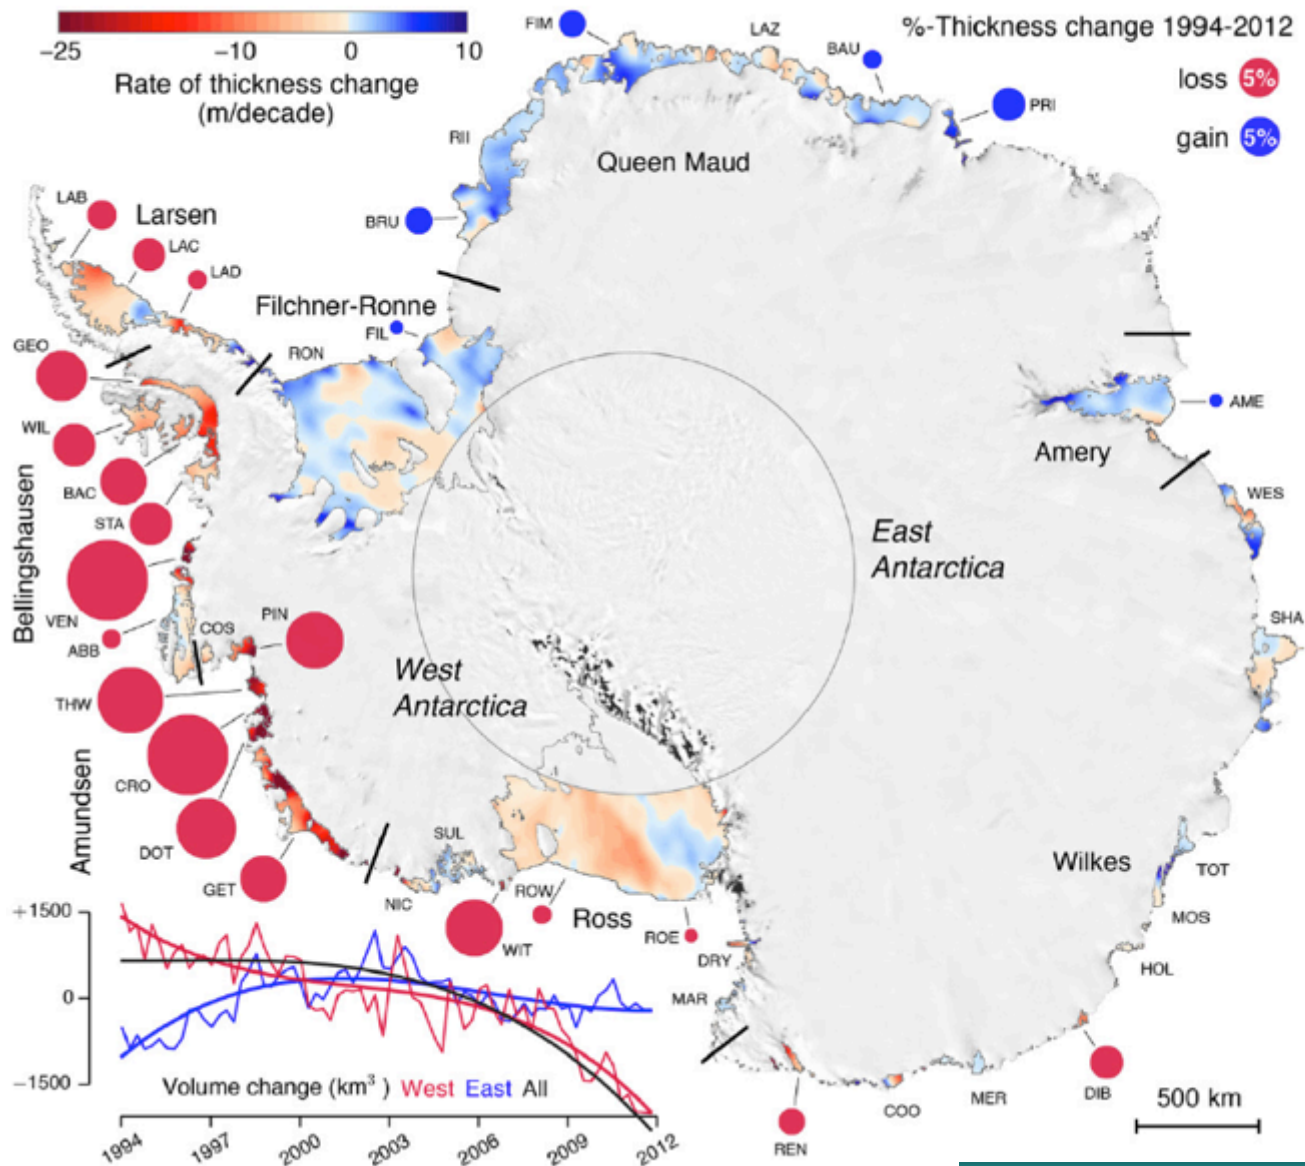 −25
−10
0
10
Rate of thickness change
(m/decade)
%-Thickness change 1994-2012
loss 5%
gain 5%
FIM
LAZ
BAU
PRI
RII
Queen Maud
BRU
LAB
Larsen
LAC
LAD
Filchner-Ronne
FIL
RON
GEO
WIL
BAC
STA
Bellingshausen
VEN
ABB
COS
PIN
THW
CRO
DOT
GET
Amundsen
West
Antarctica
East
Antarctica
AME
Amery
WES
SHA
Wilkes
TOT
MOS
HOL
DIB
MER
COO
REN
MAR
DRY
ROE
Ross
ROW
WIT
SUL
NIC
500 km
+1500
0
−1500
Volume change (km³ ) West East All
1994
1997
2000
2003
2006
2009
2012